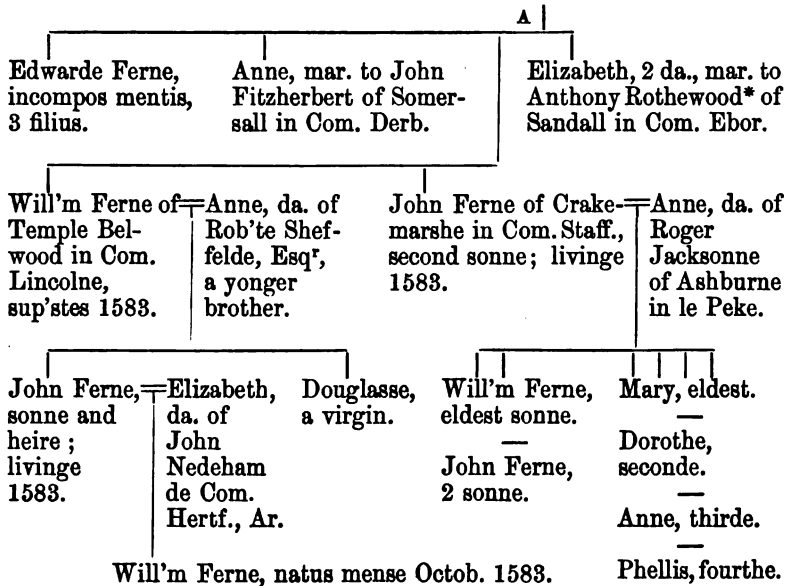 A
Edwarde Ferne,
incompos mentis,
3 filius.
Anne, mar. to John
Fitzherbert of Somer-
sall in Com. Derb.
Elizabeth, 2 da., mar. to
Anthony Rothewood* of
Sandall in Com. Ebor.
Will'm Ferne of
Temple Bel-
wood in Com.
Lincolne,
sup'stes 1583.
Anne, da. of
Rob'te Shef-
felde, Esqʳ,
a yonger
brother.
John Ferne of Crake-
marshe in Com. Staff.,
second sonne; livinge
1583.
Anne, da. of
Roger
Jacksonne
of Ashburne
in le Peke.
John Ferne,
sonne and
heire;
livinge
1583.
Elizabeth,
da. of
John
Nedeham
de Com.
Hertf., Ar.
Douglasse,
a virgin.
Will'm Ferne,
eldest sonne.
—
John Ferne,
2 sonne.
Mary, eldest.
—
Dorothe,
seconde.
—
Anne, thirde.
—
Phellis, fourthe.
Will'm Ferne, natus mense Octob. 1583.